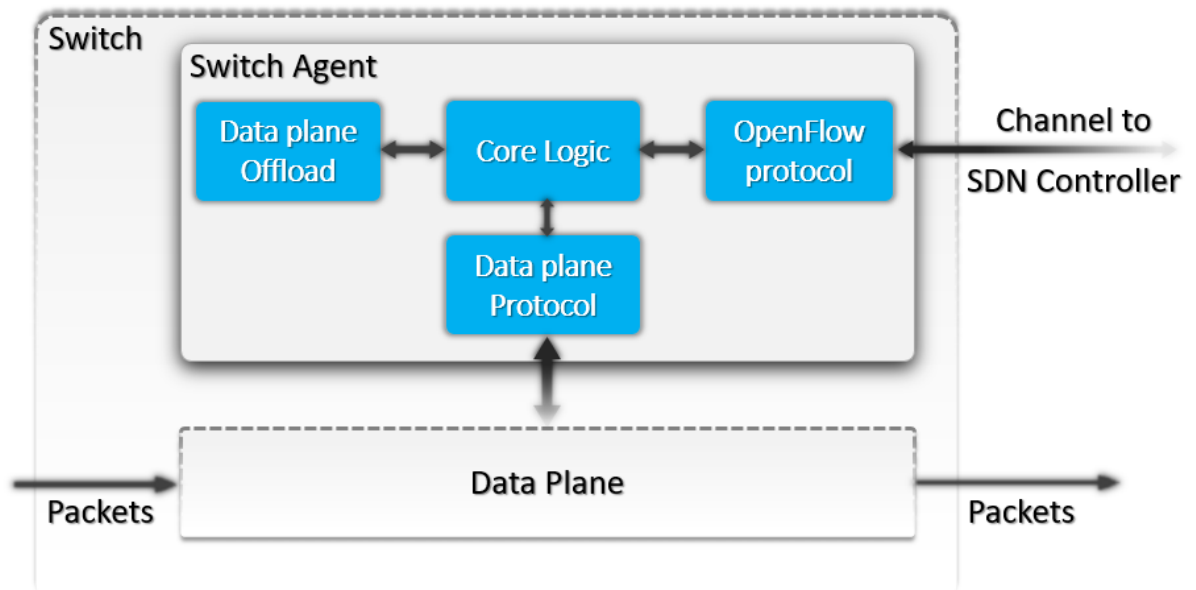 Switch
Switch Agent
Data plane
Offload
Core Logic
OpenFlow
protocol
Channel to
SDN Controller
Data plane
Protocol
Data Plane
Packets
Packets